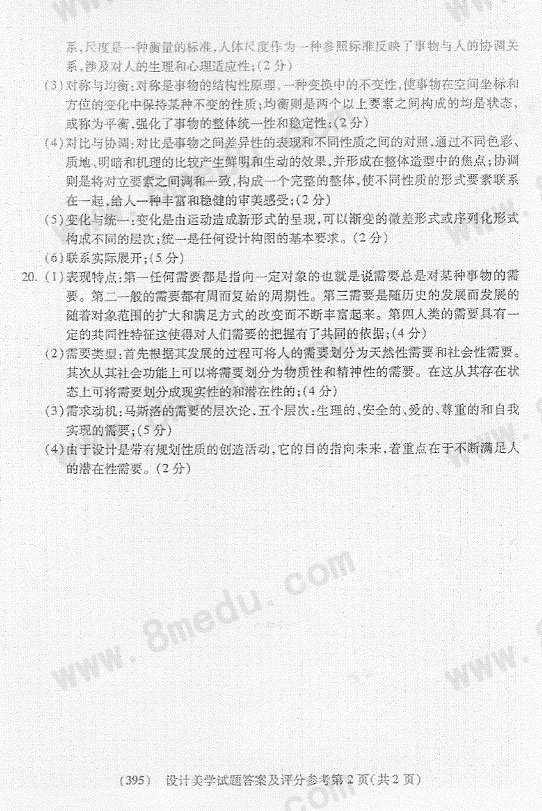 系,尺度是一种衡量的标准,人体尺度作为一种参照标准反映了事物与人的协调关
系,涉及对人的生理和心理适应性;(2分)
(3)对称与均衡:对称是事物的结构性原理,一种变换中的不变性,使事物在空间坐标和
方位的变化中保持某种不变的性质;均衡则是两个以上要素之间构成的均是状态,
或称为平衡,强化了事物的整体统一性和稳定性;(2分)
(4)对比与协调:对比是事物之间差异性的表现和不同性质之间的对照,通过不同色彩、
质地、明暗和机理的比较产生鲜明和生动的效果,并形成在整体造型中的焦点;协调
则是将对立要素之间调和一致,构成一个完整的整体,使不同性质的形式要素联系
在一起,给人一种丰富和稳健的审美感受;(2分)
(5)变化与统一:变化是由运动造成新形式的呈现,可以渐变的微差形式或序列化形式
构成不同的层次;统一是任何设计构图的基本要求。(2分)
(6)联系实际展开;(5分)
20. (1)表现特点:第一任何需要都是指向一定对象的也就是说需要总是对某种事物的需
要。第二一般的需要都有周而复始的周期性。第三需要是随历史的发展而发展的
随着对象范围的扩大和满足方式的改变而不断丰富起来。第四人类的需要具有一
定的共同性特征这使得对人们需要的把握有了共同的依据;(4分)
(2)需要类型:首先根据其发展的过程可将人的需要划分为天然性需要和社会性需要。
其次从其社会功能上可以将需要划分为物质性和精神性的需要。在这从其存在状
态上可将需要划分成现实性的和潜在性的;(4分)
(3)需求动机:马斯洛的需要的层次论,五个层次:生理的、安全的、爱的、尊重的和自我
实现的需要;(5分)
(4)由于设计是带有规划性质的创造活动,它的目的指向未来,着重点在于不断满足人
的潜在性需要。(2分)
www.8medu.com
(395) 设计美学试题答案及评分参考第2页(共2页)